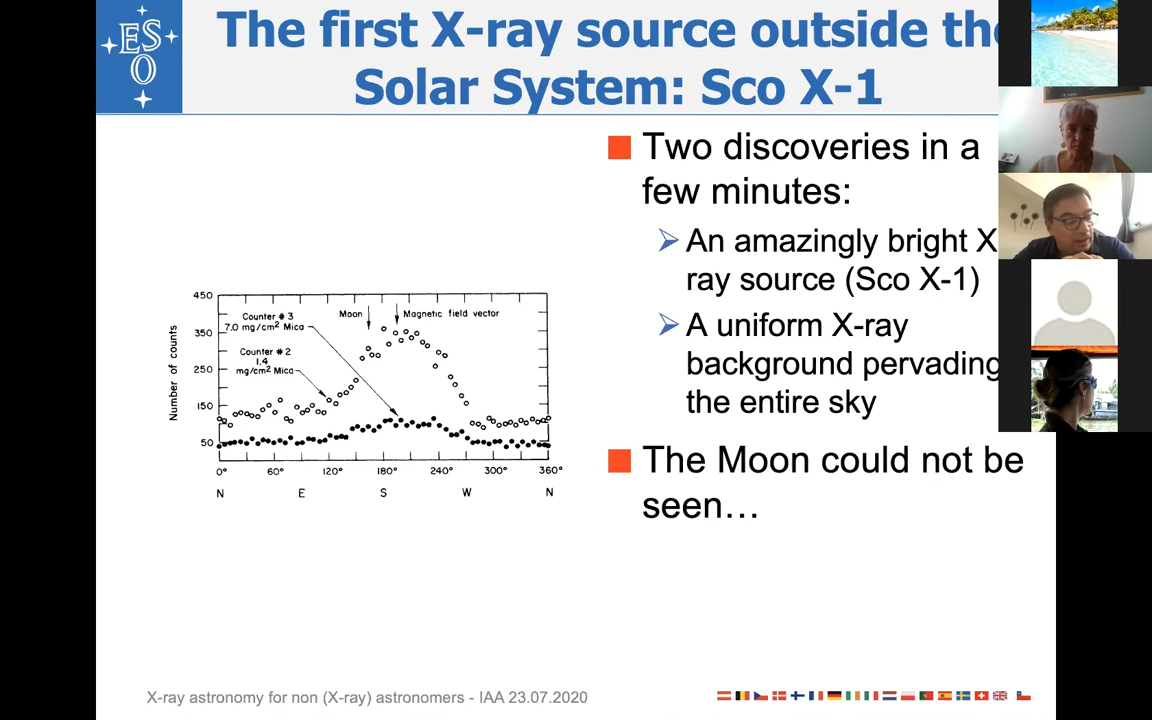 ES
O
The first X-ray source outside the
Solar System: Sco X-1
Two discoveries in a
few minutes:
An amazingly bright X
ray source (Sco X-1)
A uniform X-ray
background pervading
the entire sky
The Moon could not be
seen…
450
350
250
150
50
Number of counts
Counter # 3
7.0 mg/cm2 Mica
Counter #2
1.4
mg/cm2 Mica
Moon
Magnetic field vector
0° 60° 120° 180° 240° 300° 360°
N E S W N
X-ray astronomy for non (X-ray) astronomers - IAA 23.07.2020